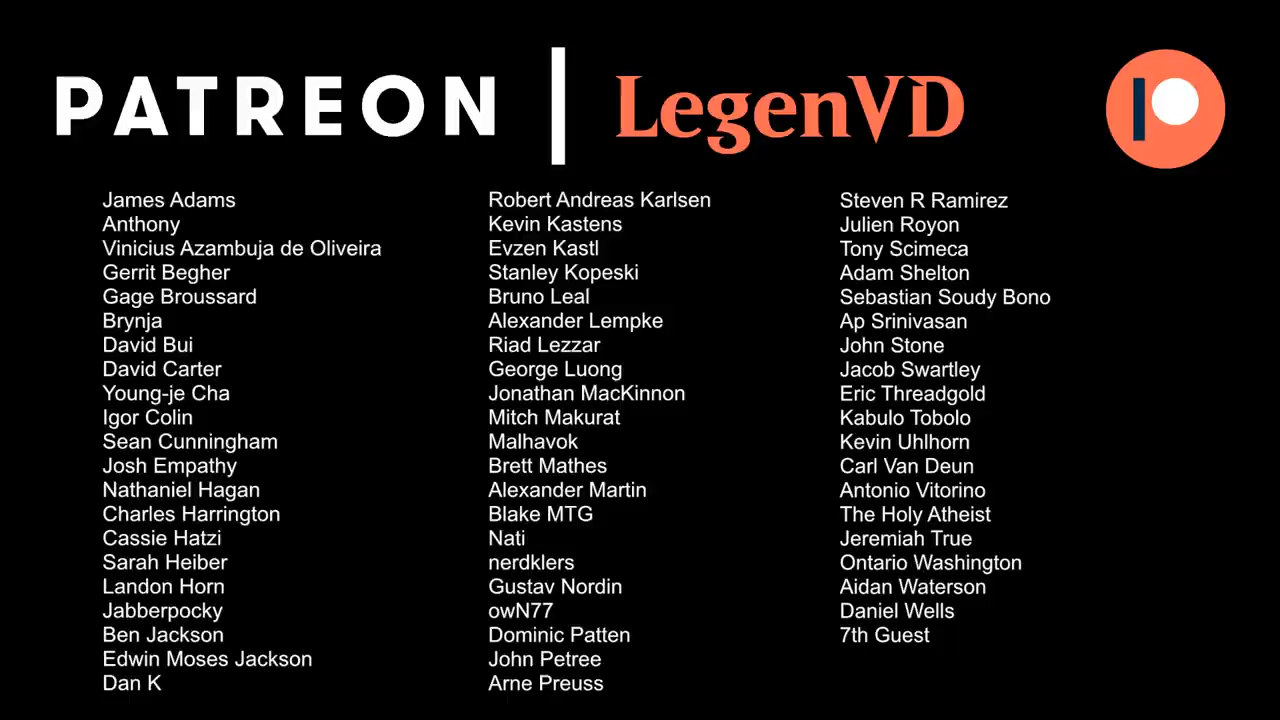 PATREON | LegenVD
James Adams
Anthony
Vinicius Azambuja de Oliveira
Gerrit Begher
Gage Broussard
Brynja
David Bui
David Carter
Young-je Cha
Igor Colin
Sean Cunningham
Josh Empathy
Nathaniel Hagan
Charles Harrington
Cassie Hatzi
Sarah Heiber
Landon Horn
Jabberpocky
Ben Jackson
Edwin Moses Jackson
Dan K
Robert Andreas Karlsen
Kevin Kastens
Evzen Kastl
Stanley Kopeski
Bruno Leal
Alexander Lempke
Riad Lezzar
George Luong
Jonathan MacKinnon
Mitch Makurat
Malhavok
Brett Mathes
Alexander Martin
Blake MTG
Nati
nerdklers
Gustav Nordin
owN77
Dominic Patten
John Petree
Arne Preuss
Steven R Ramirez
Julien Royon
Tony Scimeca
Adam Shelton
Sebastian Soudy Bono
Ap Srinivasan
John Stone
Jacob Swartley
Eric Threadgold
Kabulo Tobolo
Kevin Uhlhorn
Carl Van Deun
Antonio Vitorino
The Holy Atheist
Jeremiah True
Ontario Washington
Aidan Waterson
Daniel Wells
7th Guest